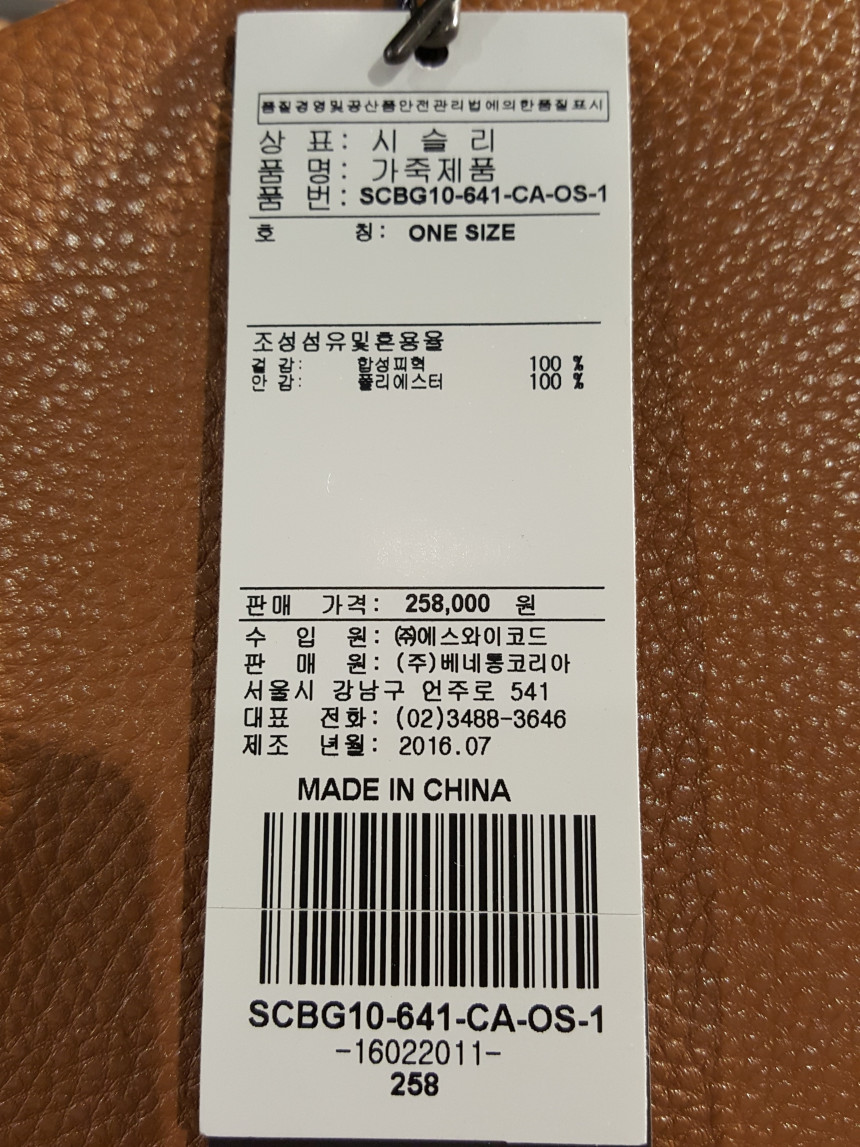 품질경영및공산품안전관리법에의한품질표시
상 표: 시 슬 리
품 명: 가죽제품
품 번: SCBG10-641-CA-OS-1
호 칭: ONE SIZE
조성섬유및혼용율
겉 감: 합성피혁 100 %
안 감: 폴리에스터 100 %
판매 가격: 258,000 원
수 입 원: ㈜에스와이코드
판 매 원: (주)베네통코리아
서울시 강남구 언주로 541
대표 전화: (02)3488-3646
제조 년월: 2016.07
MADE IN CHINA
SCBG10-641-CA-OS-1
-16022011-
258